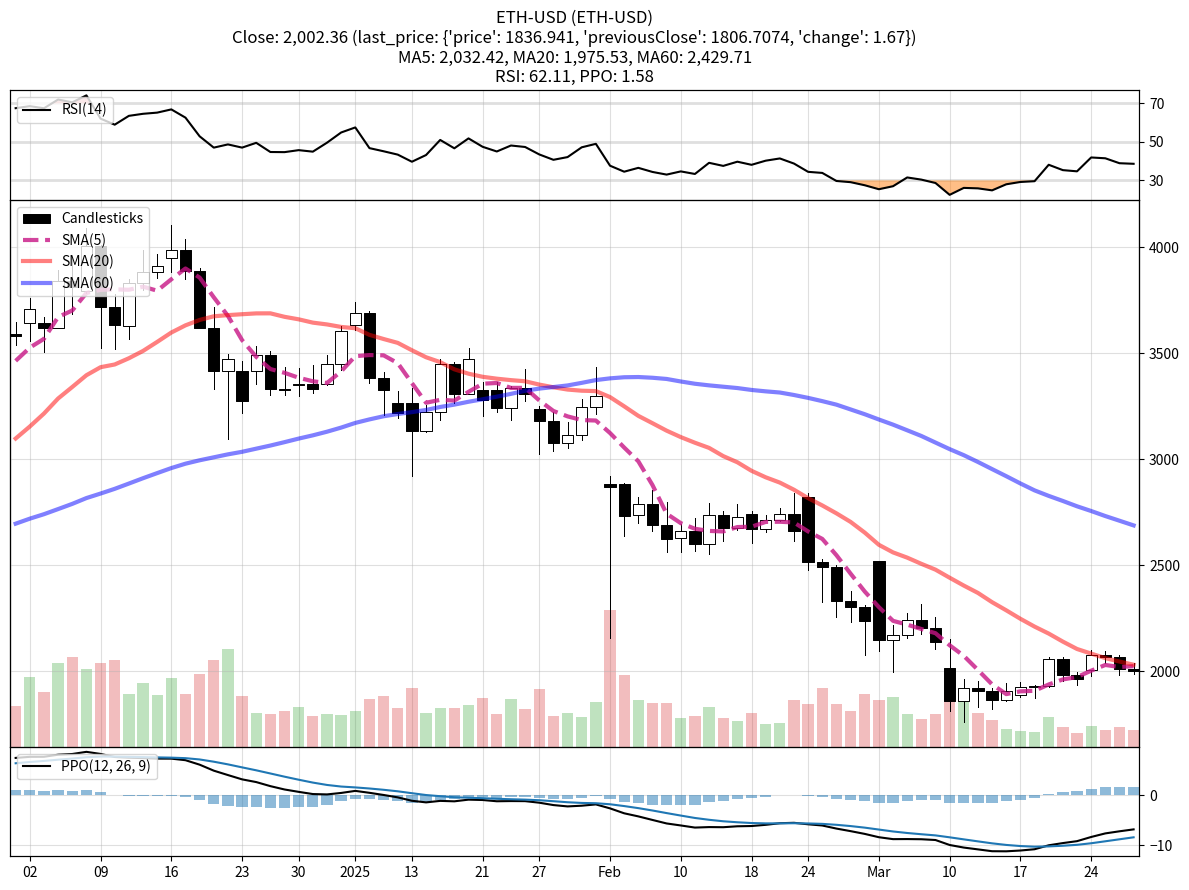 ETH-USD (ETH-USD)
Close: 2,002.36 (last_price: {'price': 1836.941, 'previousClose': 1806.7074, 'change': 1.67})
MA5: 2,032.42, MA20: 1,975.53, MA60: 2,429.71
RSI: 62.11, PPO: 1.58
RSI(14)
70
50
30
Candlesticks
SMA(5)
SMA(20)
SMA(60)
4000
3500
3000
2500
2000
PPO(12, 26, 9)
0
−10
02 09 16 23 30 2025 13 21 27 Feb 10 18 24 Mar 10 17 24